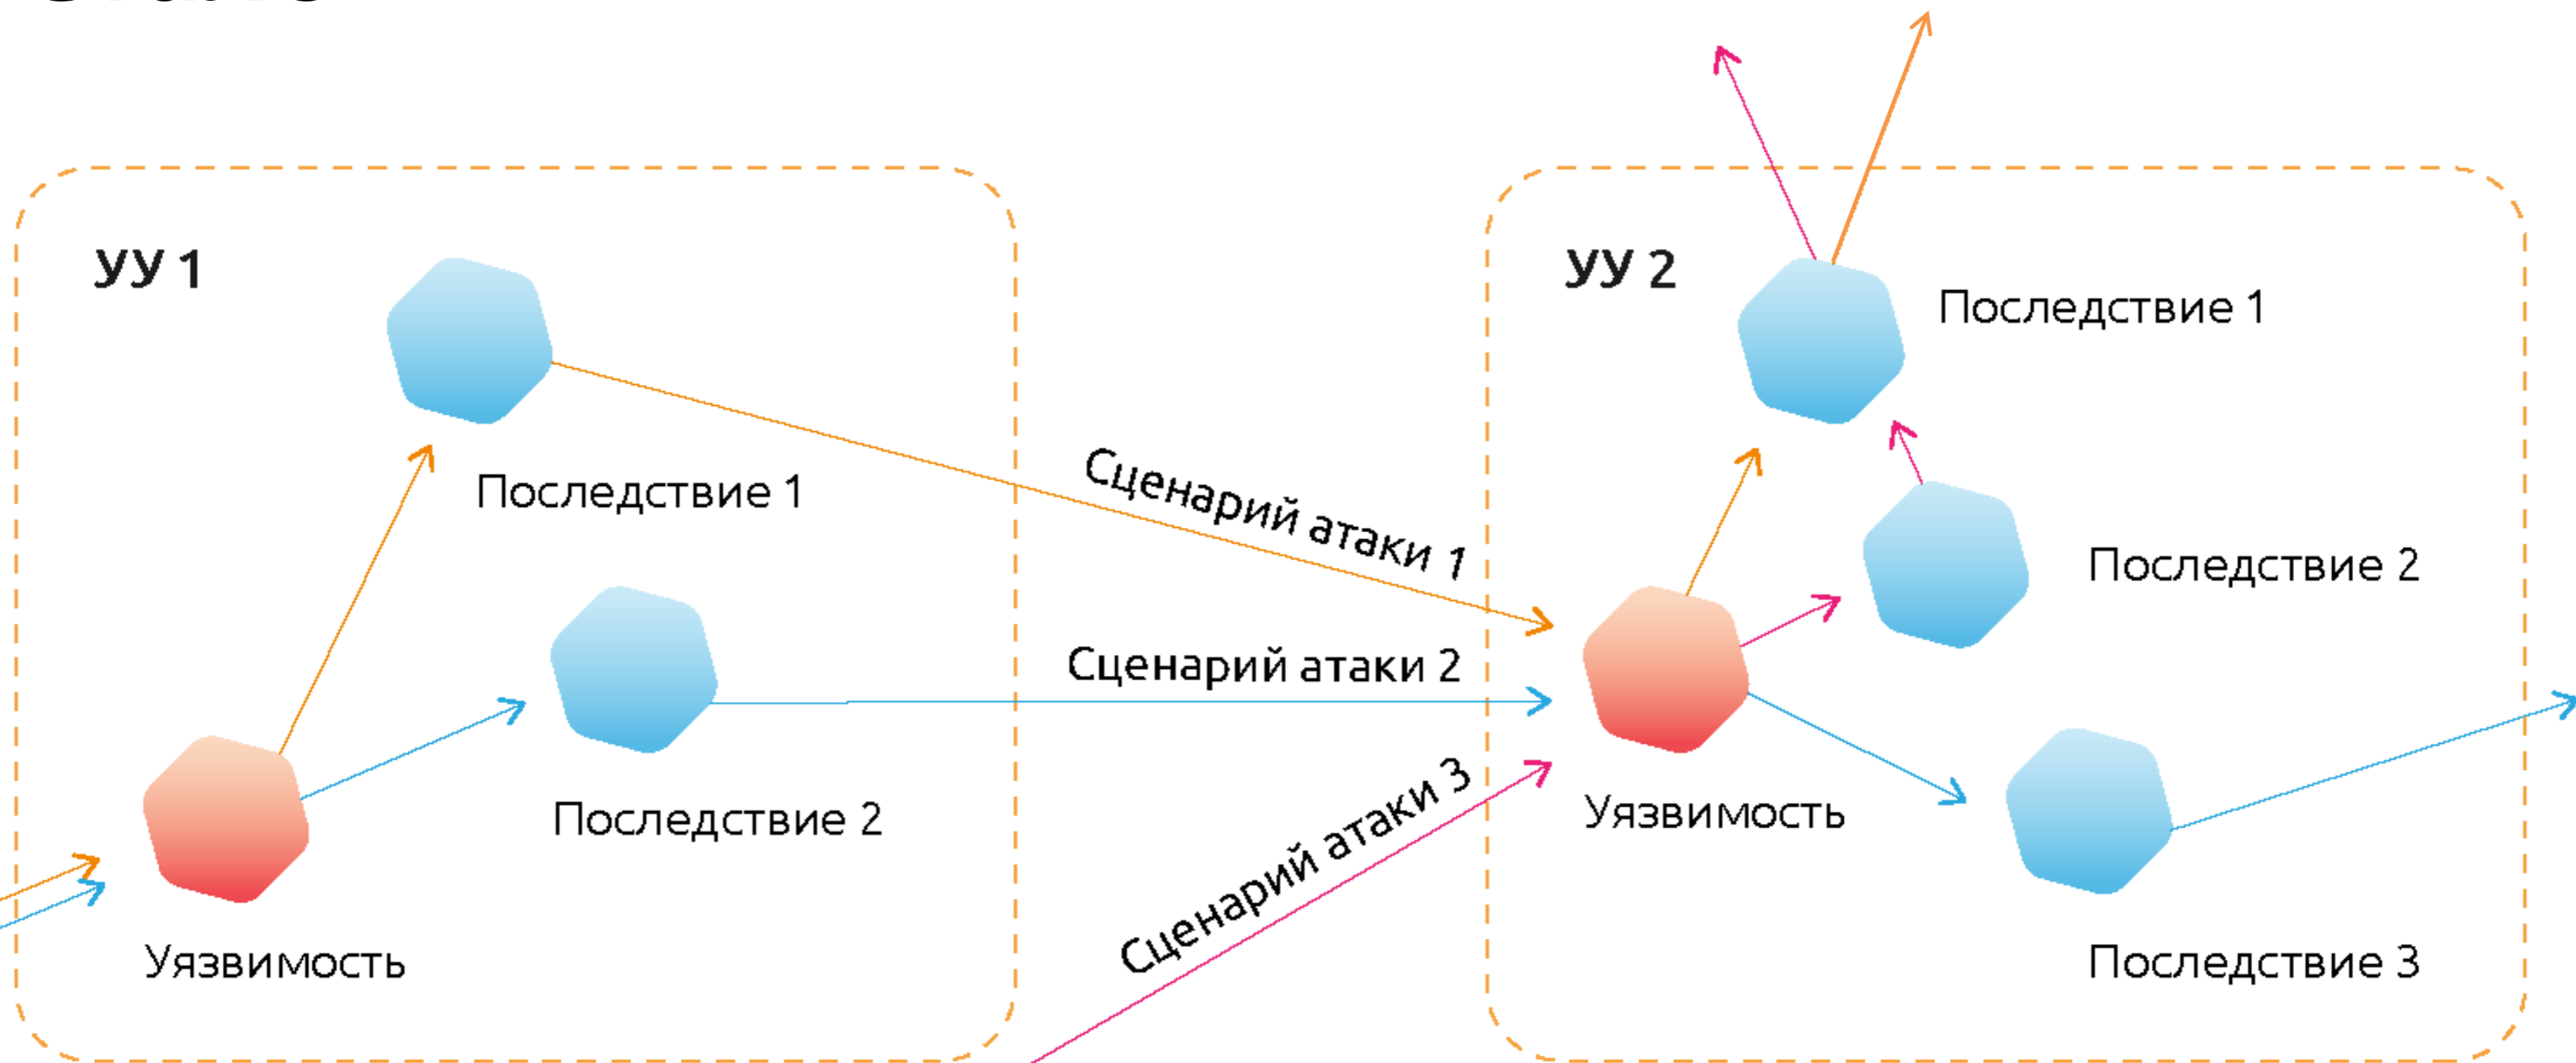 УУ 1
Последствие 1
Последствие 2
Уязвимость
Сценарий атаки 1
Сценарий атаки 2
Сценарий атаки 3
УУ 2
Последствие 1
Последствие 2
Уязвимость
Последствие 3